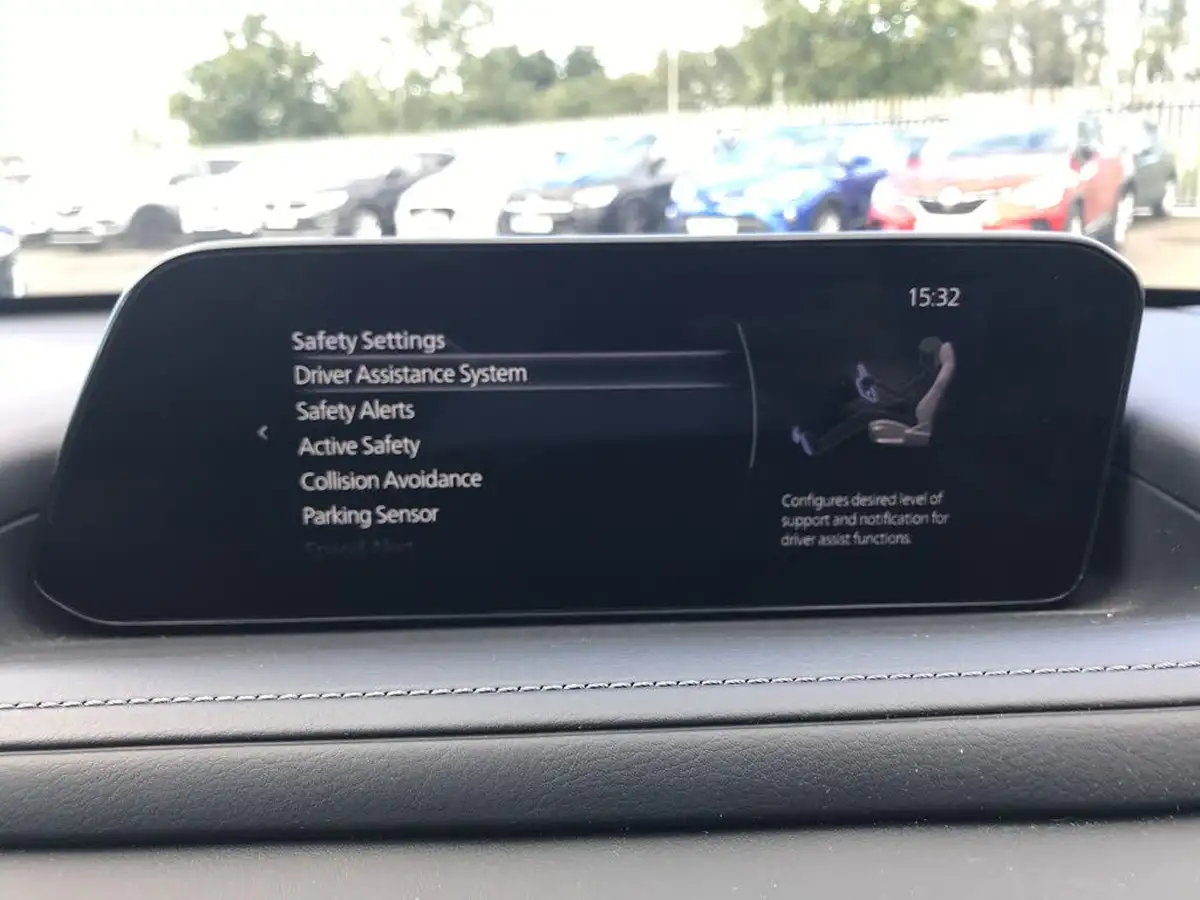 15:32
Safety Settings
Driver Assistance System
Safety Alerts
Active Safety
Collision Avoidance
Parking Sensor
Configures desired level of
support and notification for
driver assist functions.